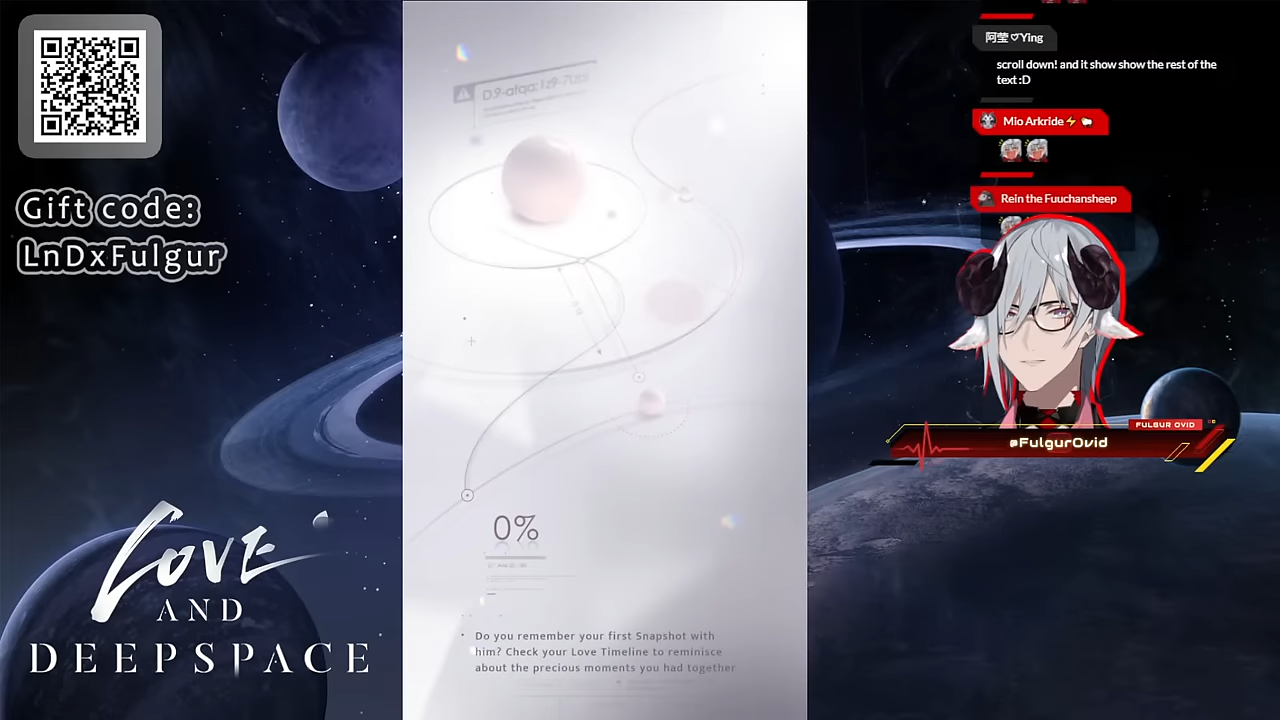 Gift code:
LnDxFulgur
LOVE
AND
DEEPSPACE
0%
Do you remember your first Snapshot with
him? Check your Love Timeline to reminisce
about the precious moments you had together
阿莹♡Ying
scroll down! and it show show the rest of the
text :D
Mio Arkride⚡
Rein the Fuuchansheep
FULGUR OVID
@FulgurOvid